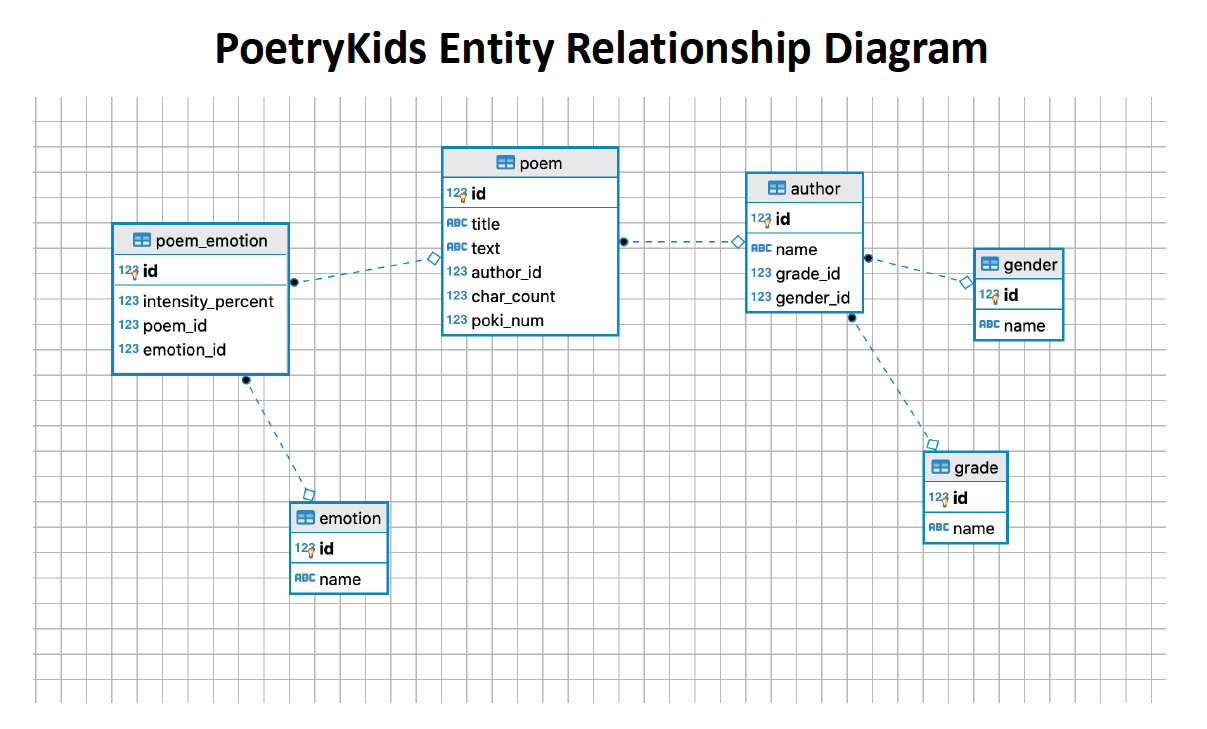 PoetryKids Entity Relationship Diagram
poem_emotion
123 id
123 intensity_percent
123 poem_id
123 emotion_id
poem
123 id
ABC title
ABC text
123 author_id
123 char_count
123 poki_num
author
123 id
ABC name
123 grade_id
123 gender_id
gender
123 id
ABC name
grade
123 id
ABC name
emotion
123 id
ABC name